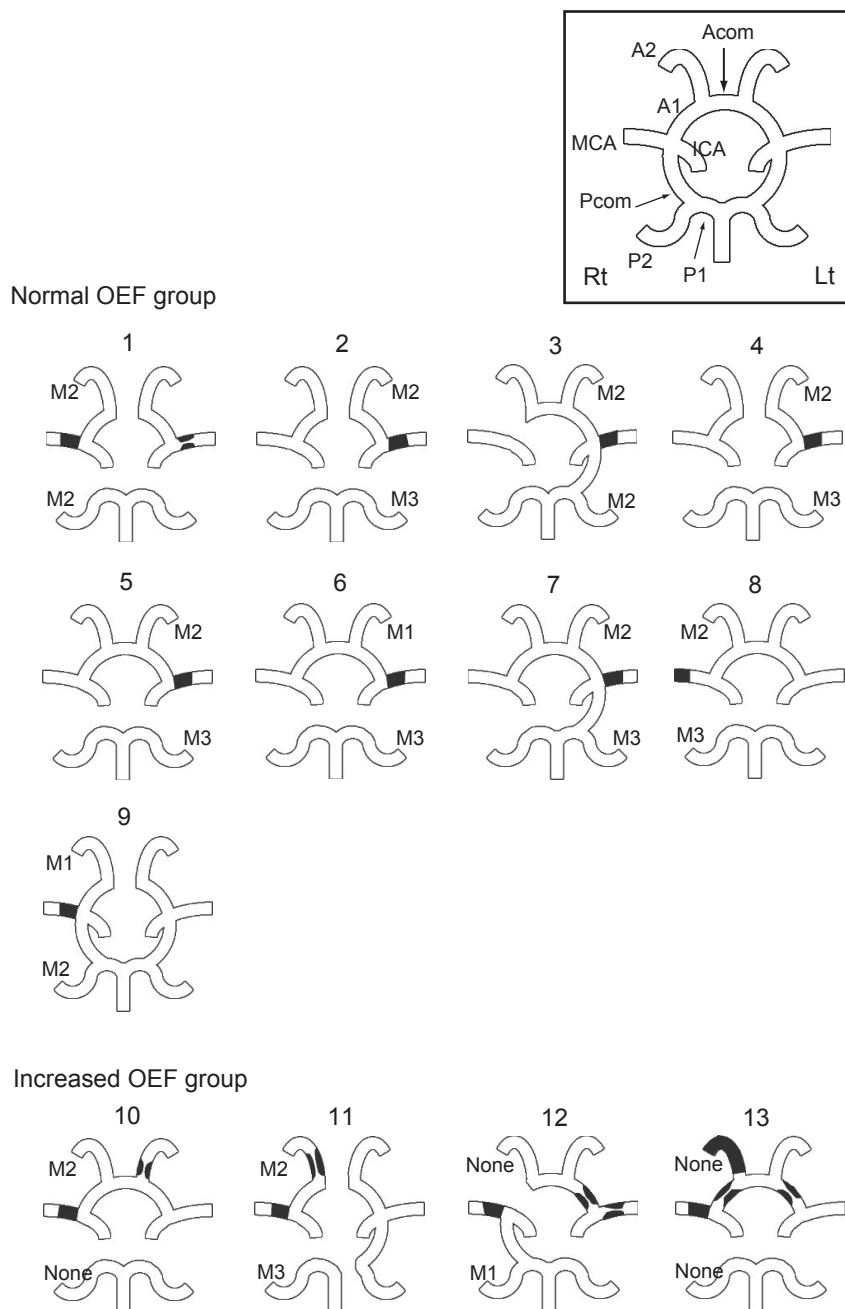 Acom
A2
A1
MCA
ICA
Pcom
P2
P1
Rt
Lt
Normal OEF group
1
2
3
4
M2
M2
M2
M2
M2
M3
M2
M3
5
6
7
8
M2
M1
M2
M2
M3
M3
M3
M3
9
M1
M2
Increased OEF group
10
11
12
13
M2
M2
None
None
None
M3
M1
None